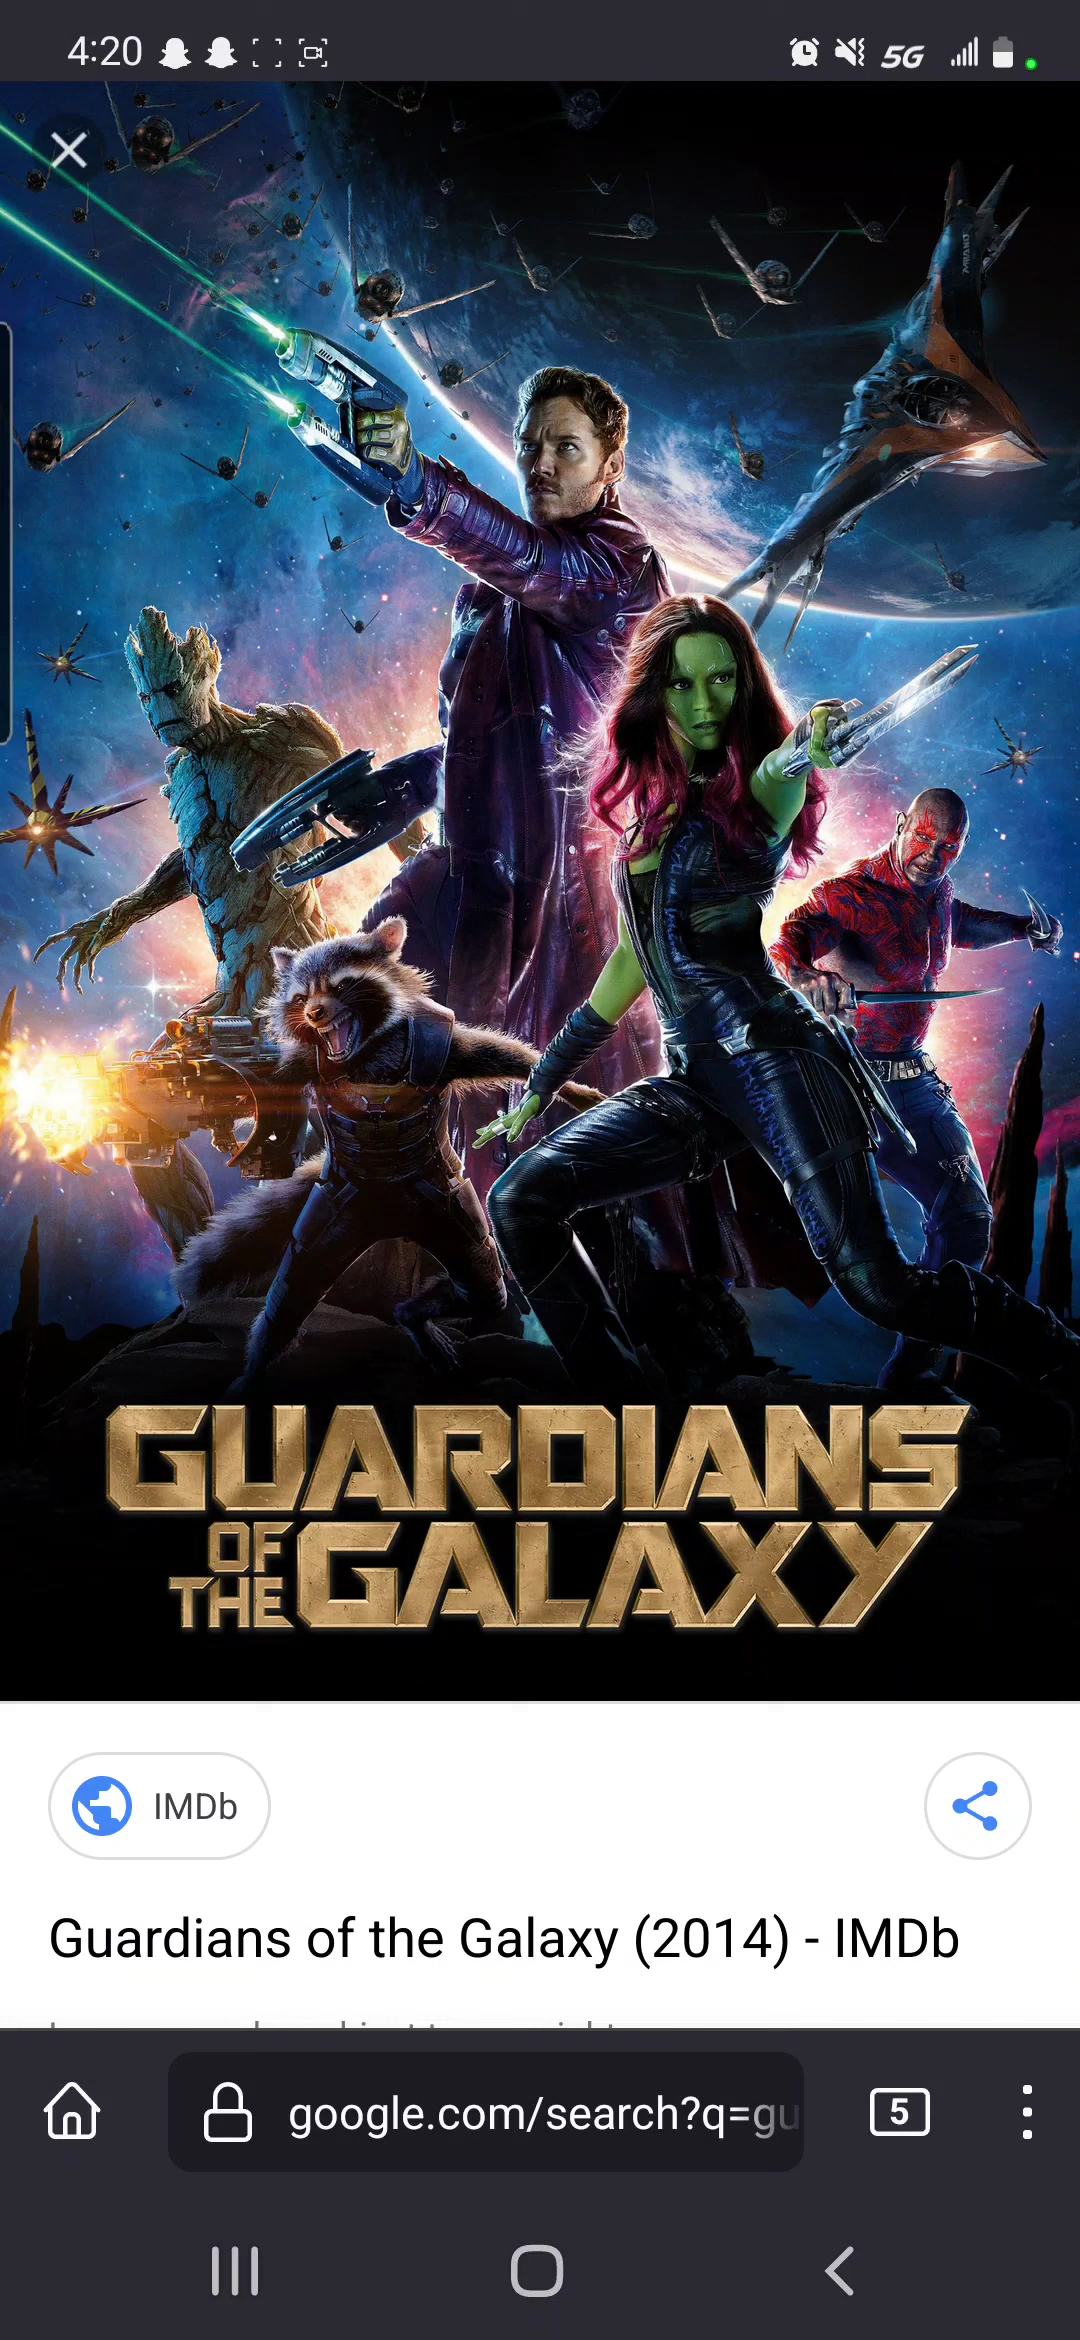 4:20
5G
MILANO
GUARDIANS
OF
THE GALAXY
IMDb
Guardians of the Galaxy (2014) - IMDb
google.com/search?q=gu
5